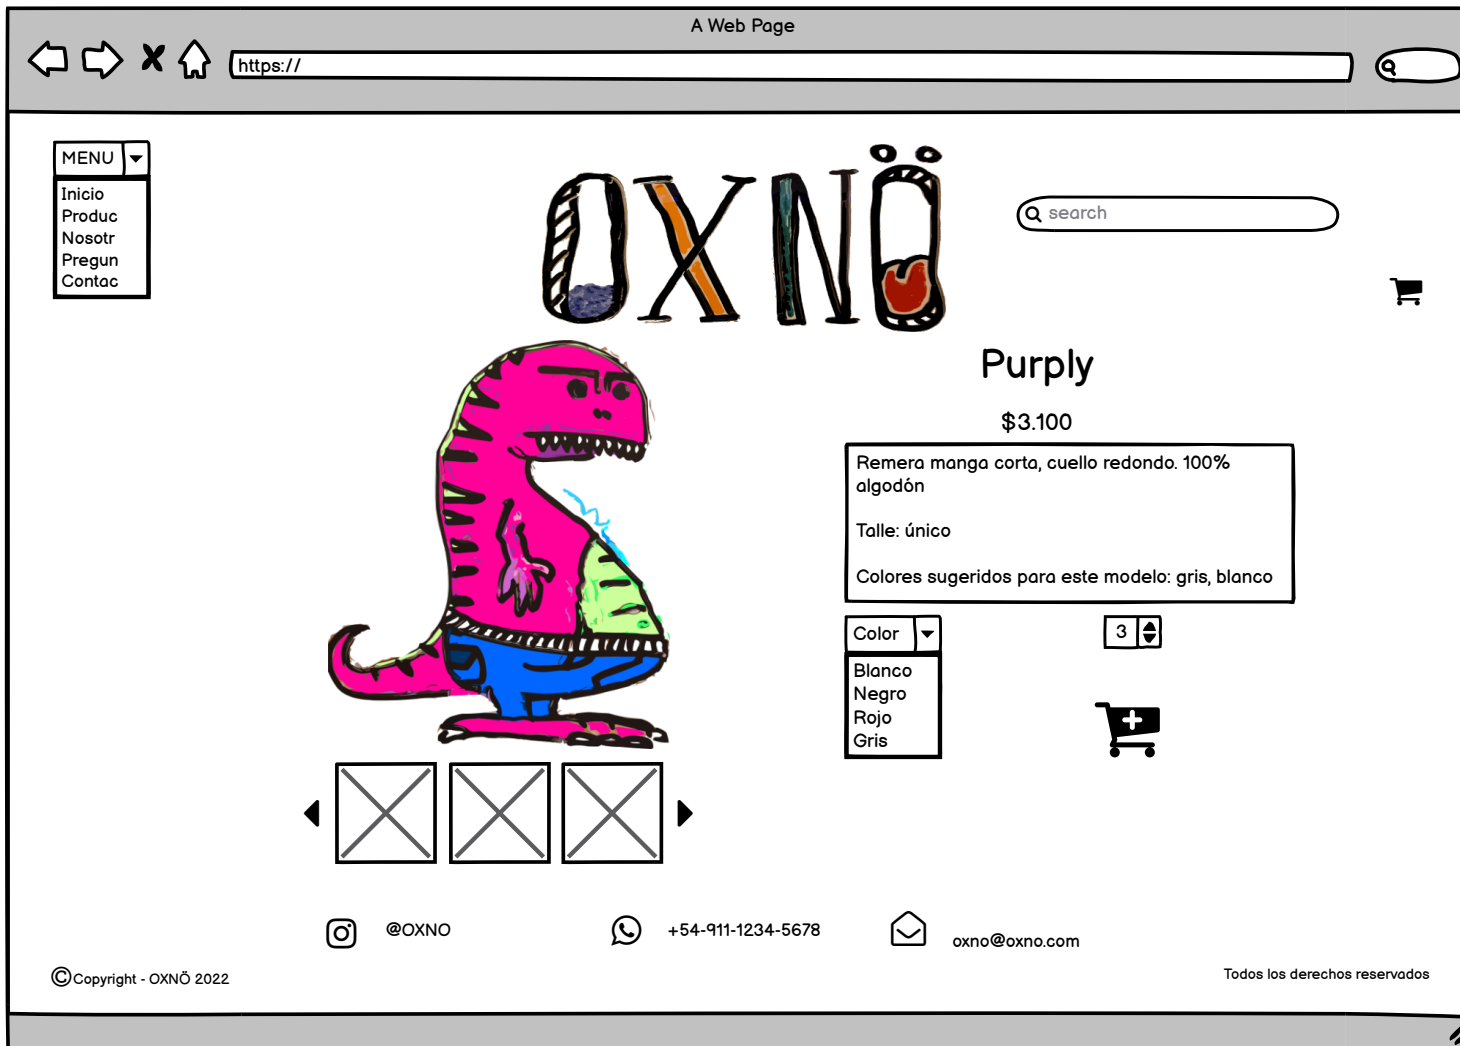 A Web Page
https://
MENU
Inicio
Produc
Nosotr
Pregun
Contac
OXNÖ
search
Purply
$3.100
Remera manga corta, cuello redondo. 100%
algodón
Talle: único
Colores sugeridos para este modelo: gris, blanco
Color
3
Blanco
Negro
Rojo
Gris
@OXNO
+54-911-1234-5678
oxno@oxno.com
©Copyright - OXNÖ 2022
Todos los derechos reservados